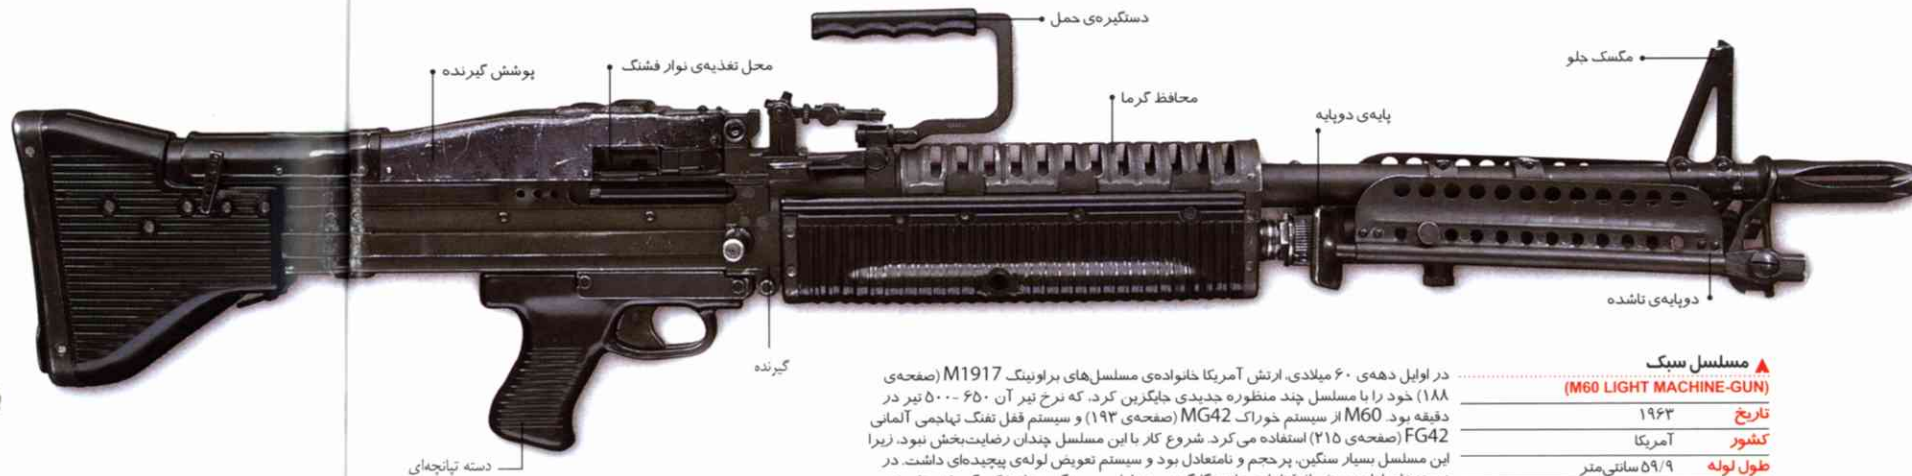 دستگیره‌ی حمل
مگسک جلو
محل تغذیه‌ی نوار فشنگ
پوشش گیرنده
محافظ گرما
پایه‌ی دوپایه
دوپایه‌ی تاشده
گیرنده
دسته تپانچه‌ای
▲ مسلسل سبک
(M60 LIGHT MACHINE-GUN)
تاریخ ۱۹۶۳
کشور آمریکا
طول لوله ۵۹/۹ سانتی‌متر
در اوایل دهه‌ی ۶۰ میلادی، ارتش آمریکا خانواده‌ی مسلسل‌های براونینگ M1917 (صفحه‌ی
۱۸۸) خود را با مسلسل چند منظوره جدیدی جایگزین کرد، که نرخ تیر آن ۶۵۰ -۵۰۰ تیر در
دقیقه بود. M60 از سیستم خوراک MG42 (صفحه‌ی ۱۹۳) و سیستم قفل تفنگ تهاجمی آلمانی
FG42 (صفحه‌ی ۲۱۵) استفاده می‌کرد. شروع کار با این مسلسل چندان رضایت‌بخش نبود، زیرا
این مسلسل بسیار سنگین، پرحجم و نامتعادل بود و سیستم تعویض لوله‌ی پیچیده‌ای داشت. در